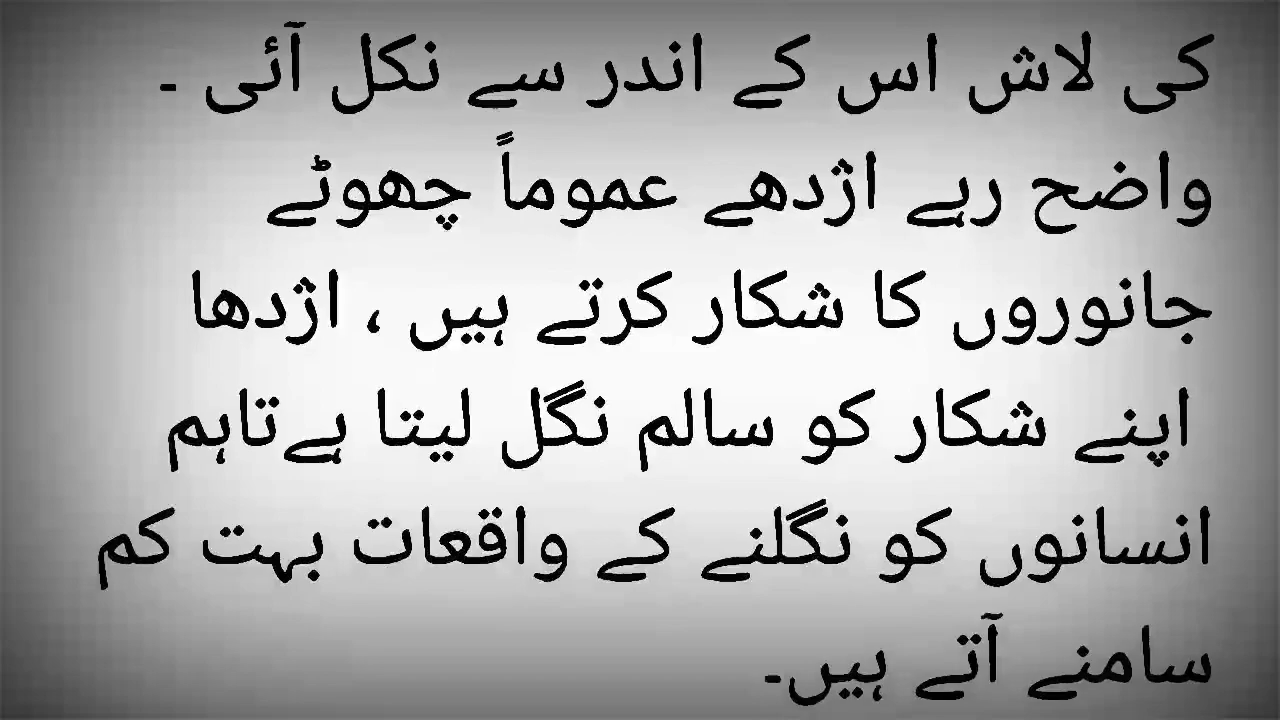 کی لاش اس کے اندر سے نکل آئی ۔
واضح رہے اژدھے عموماً چھوٹے
جانوروں کا شکار کرتے ہیں ، اژدھا
اپنے شکار کو سالم نگل لیتا ہےتاہم
انسانوں کو نگلنے کے واقعات بہت کم
سامنے آتے ہیں۔